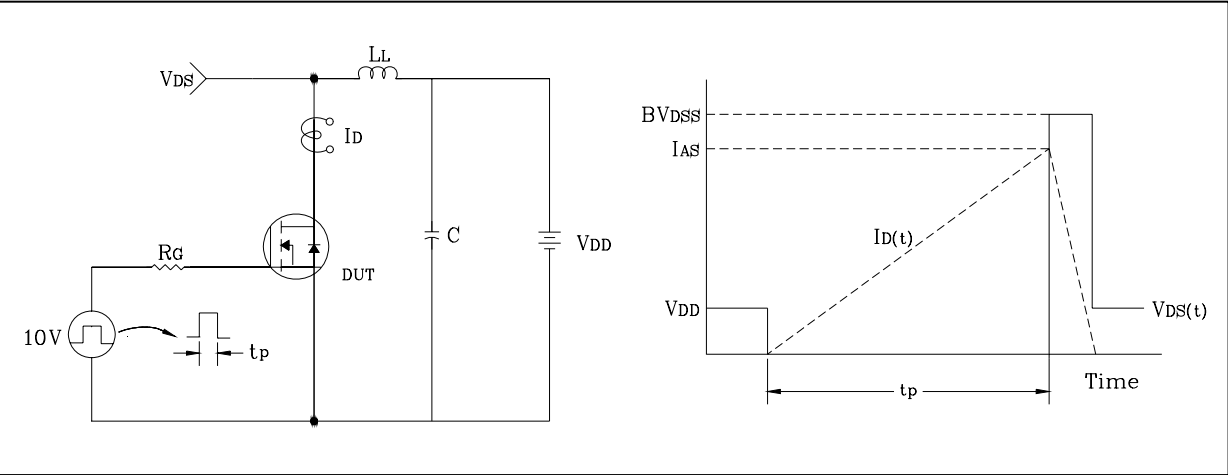 LL
VDS
ID
RG
DUT
C
VDD
10V
tp
BVDSS
IAS
ID(t)
VDD
VDS(t)
Time
tp